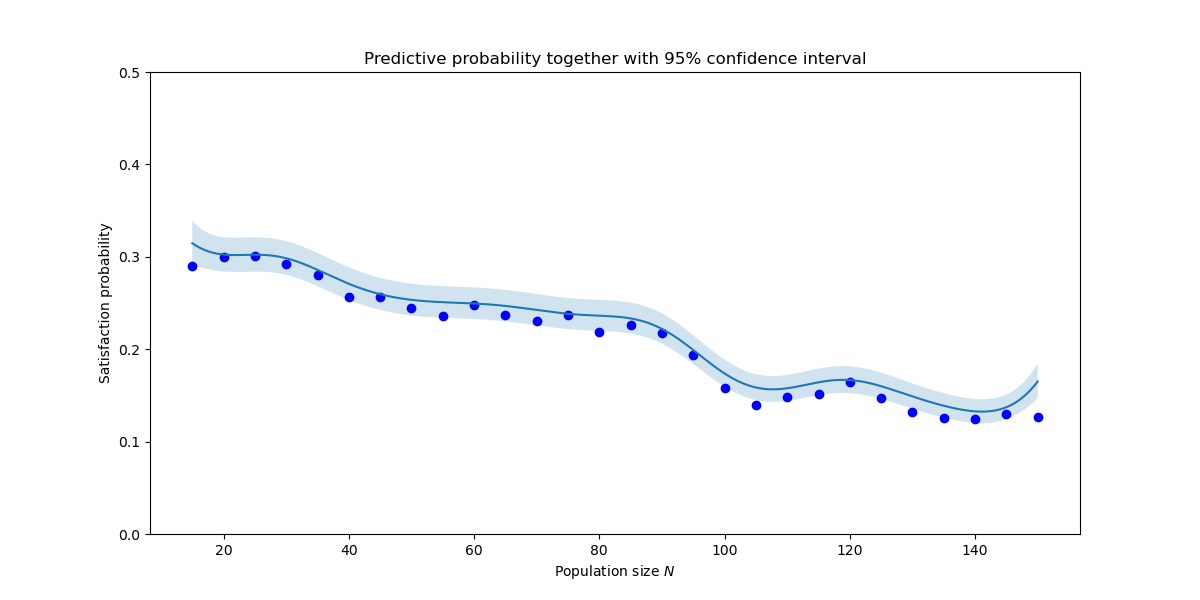 Predictive probability together with 95% confidence interval
Satisfaction probability
0.5
0.4
0.3
0.2
0.1
0.0
20 40 60 80 100 120 140
Population size N